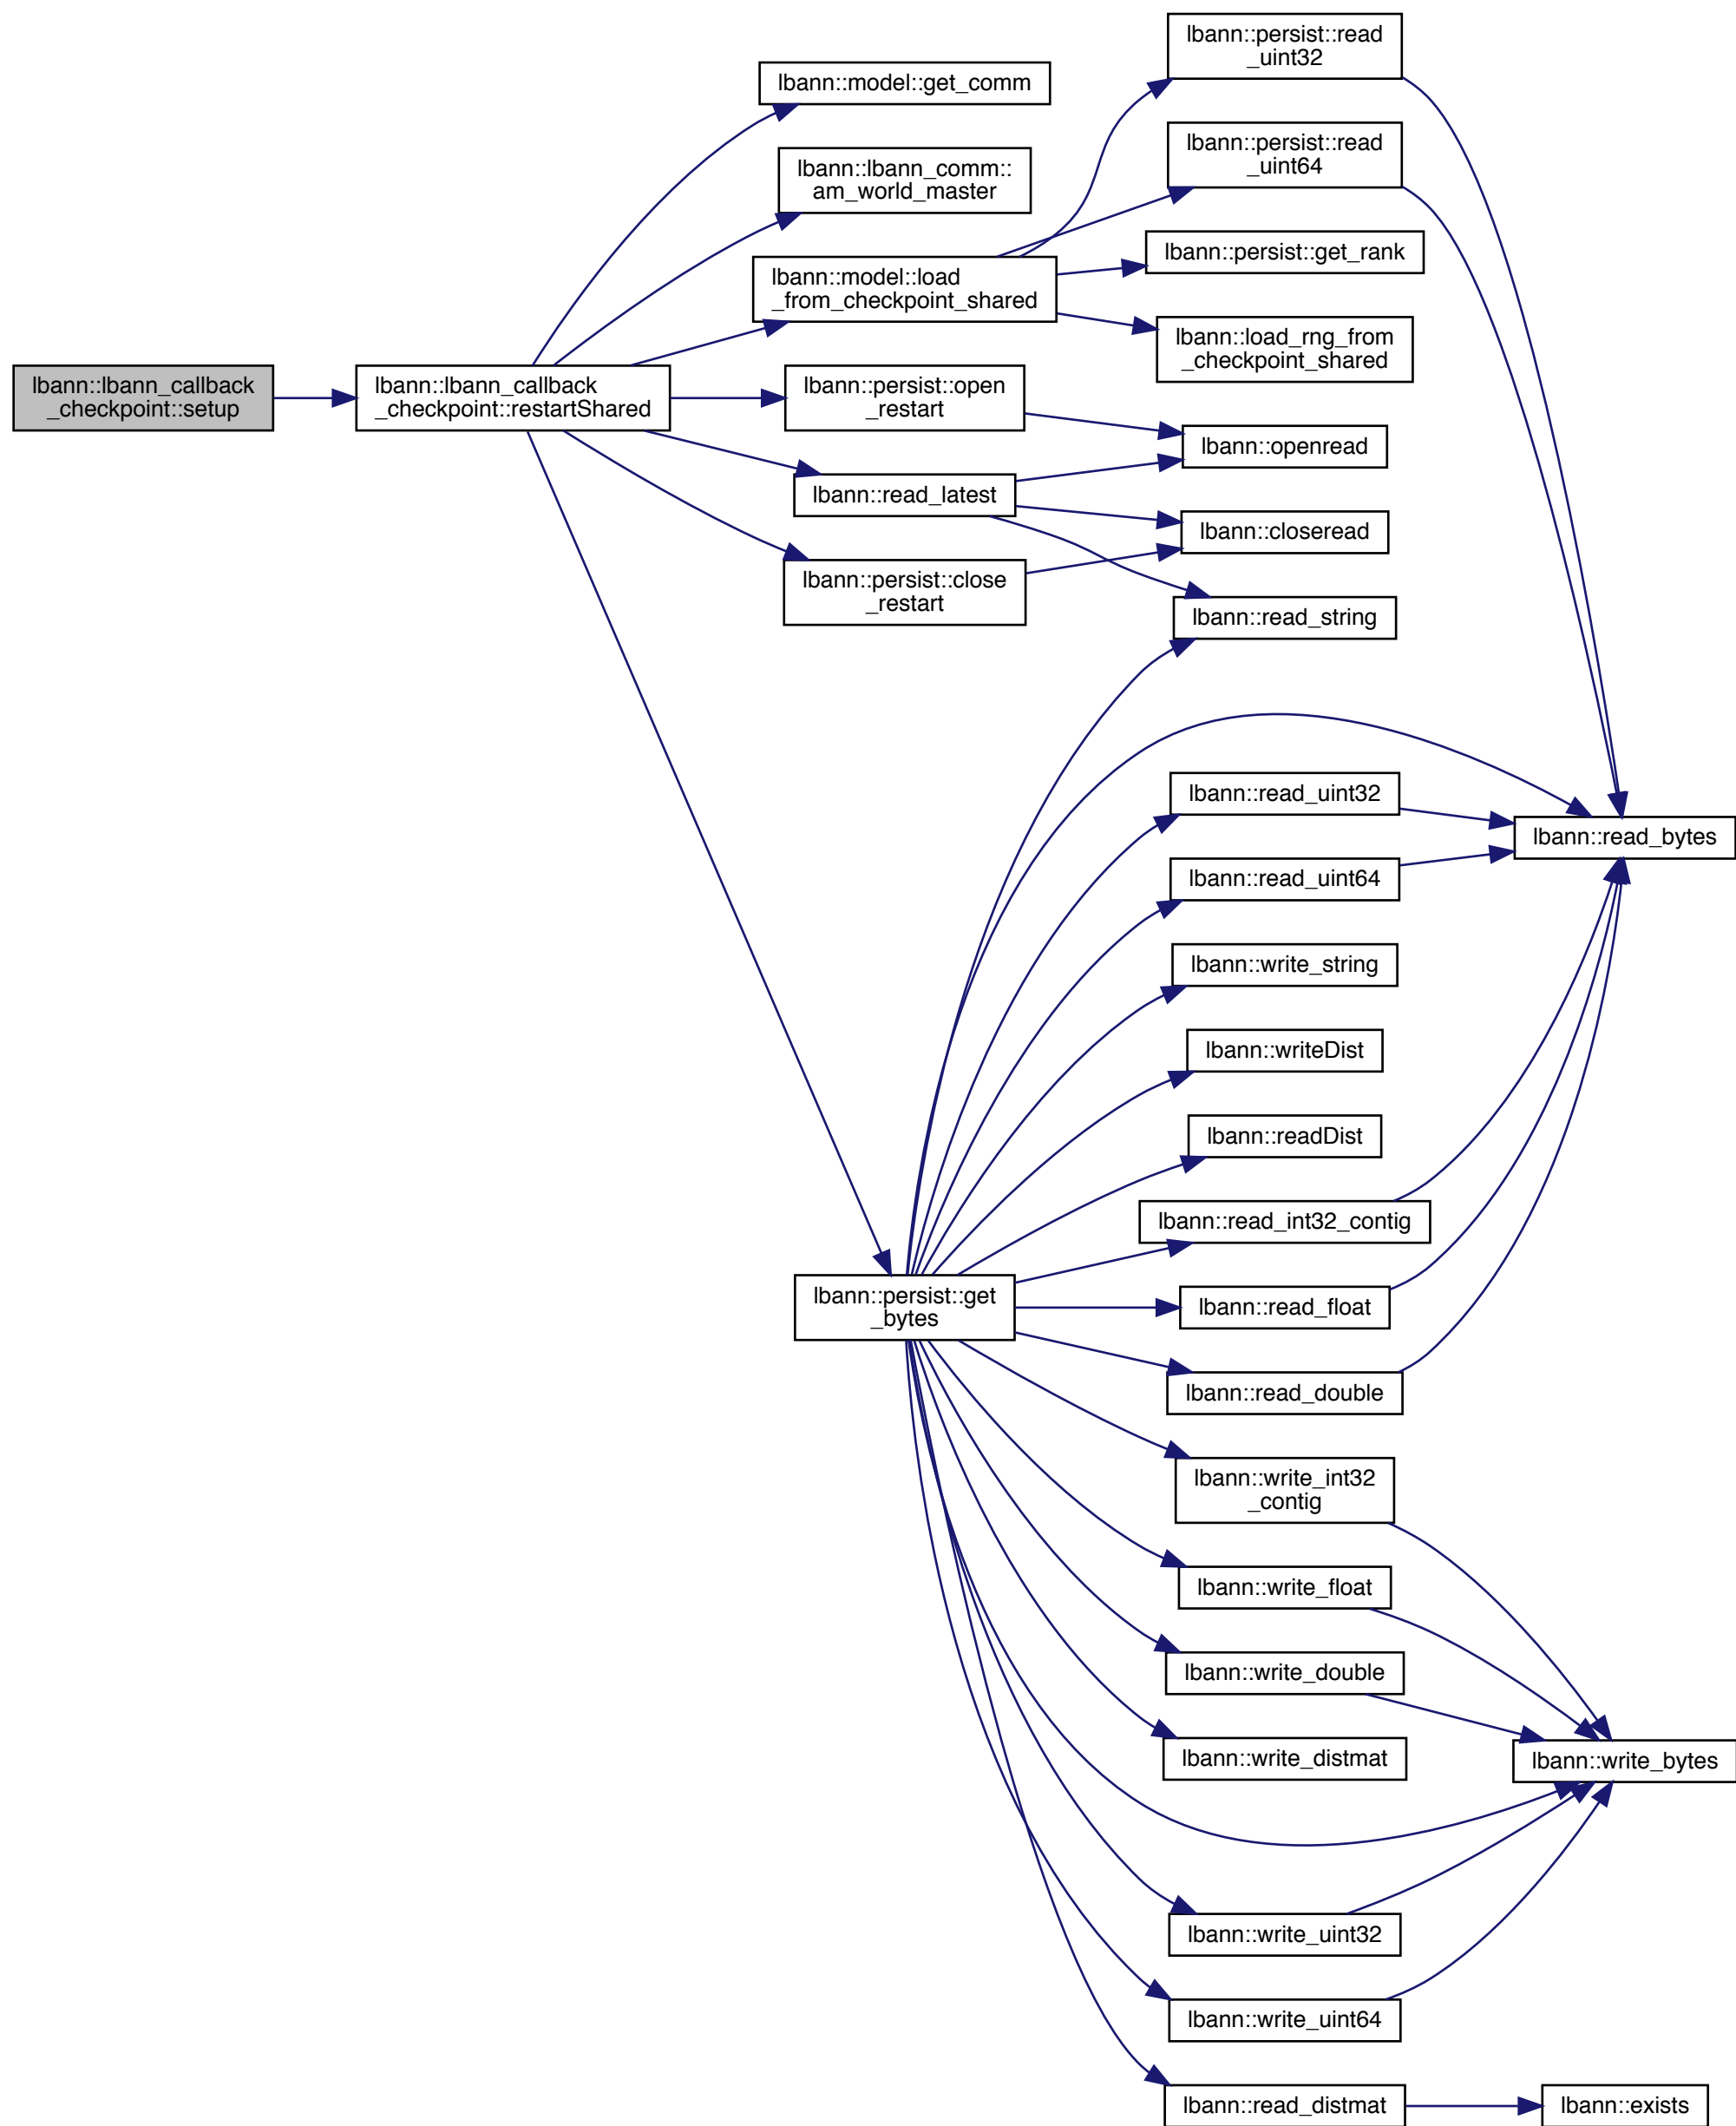 lbann::lbann_callback
_checkpoint::setup
lbann::lbann_callback
_checkpoint::restartShared
lbann::model::get_comm
lbann::lbann_comm::
am_world_master
lbann::model::load
_from_checkpoint_shared
lbann::persist::open
_restart
lbann::read_latest
lbann::persist::close
_restart
lbann::persist::get
_bytes
lbann::persist::read
_uint32
lbann::persist::read
_uint64
lbann::persist::get_rank
lbann::load_rng_from
_checkpoint_shared
lbann::openread
lbann::closeread
lbann::read_string
lbann::read_uint32
lbann::read_uint64
lbann::write_string
lbann::writeDist
lbann::readDist
lbann::read_int32_contig
lbann::read_float
lbann::read_double
lbann::write_int32
_contig
lbann::write_float
lbann::write_double
lbann::write_distmat
lbann::write_uint32
lbann::write_uint64
lbann::read_distmat
lbann::read_bytes
lbann::write_bytes
lbann::exists